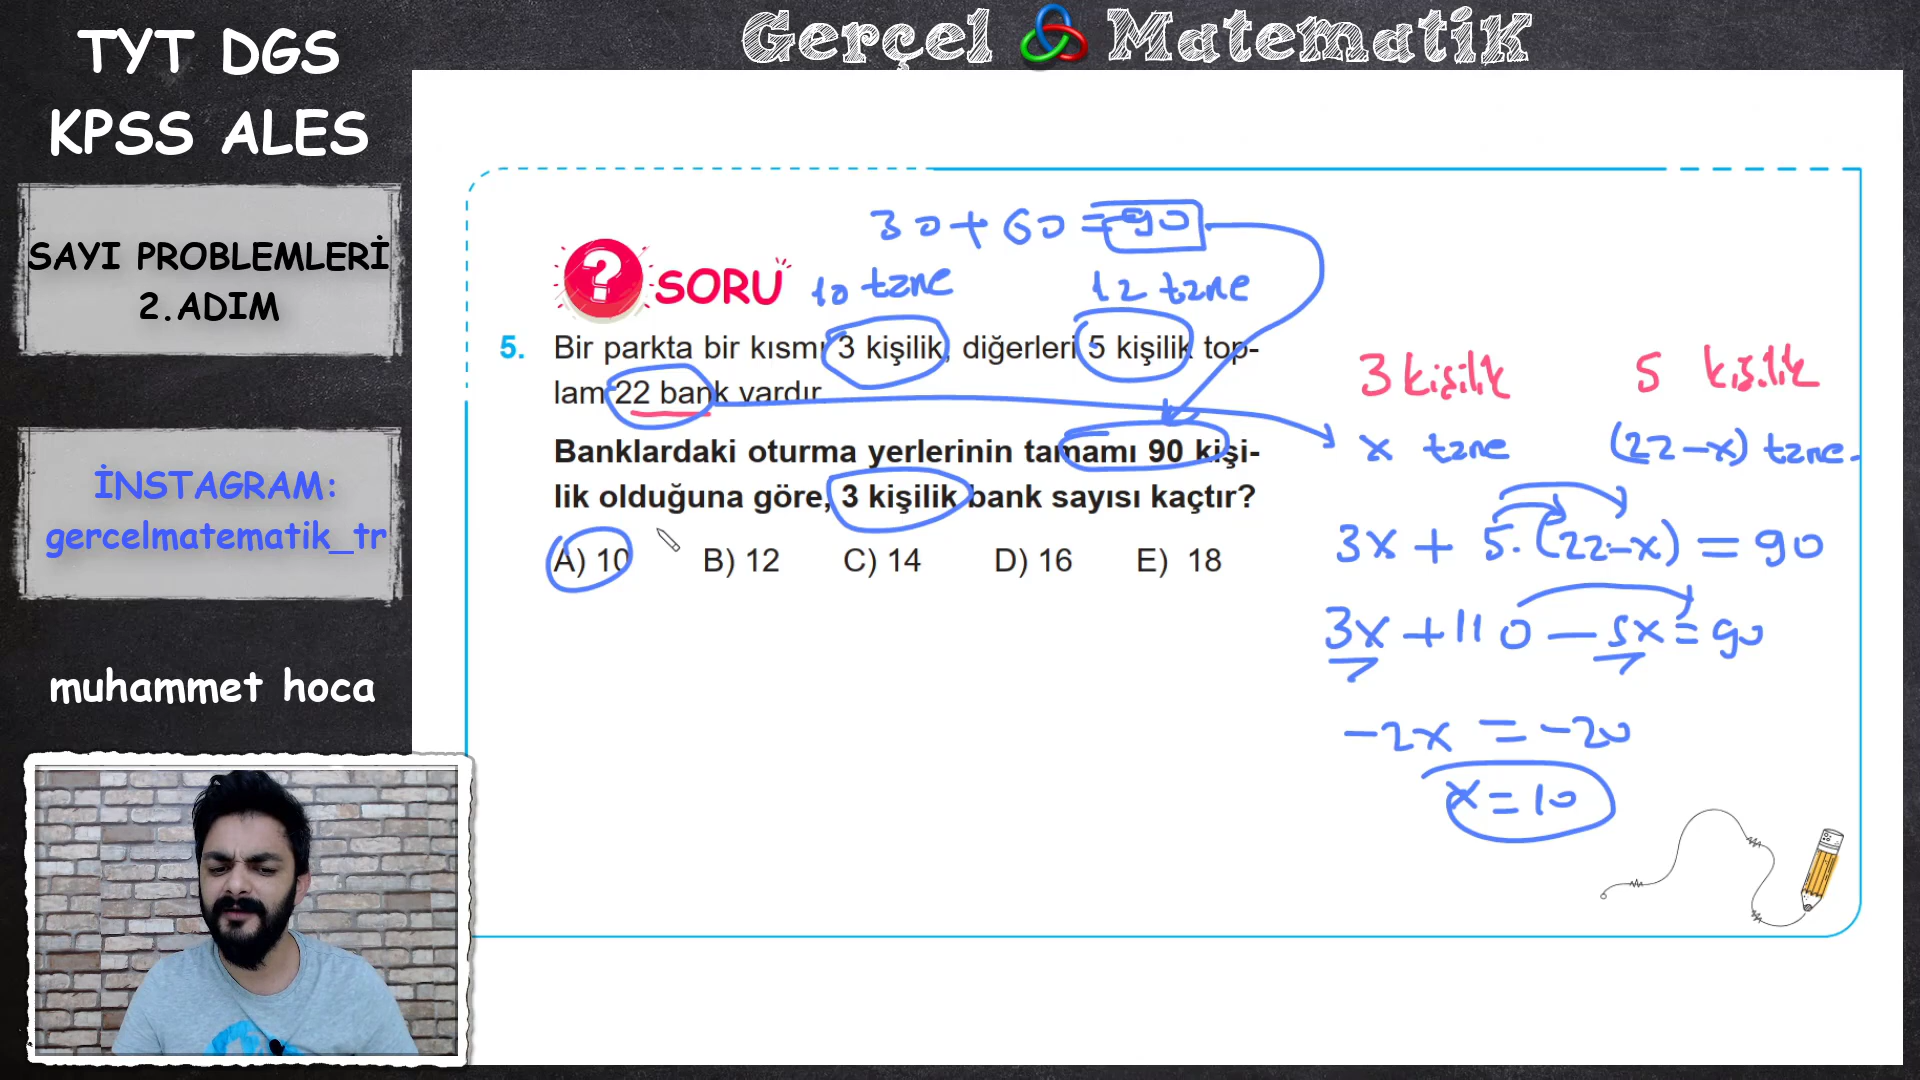 Gerçel Matematik
TYT DGS
KPSS ALES
SAYI PROBLEMLERİ
2.ADIM
İNSTAGRAM:
gercelmatematik_tr
muhammet hoca
30 + 60 = 90
? SORU
10 tane 12 tane
5. Bir parkta bir kısmı 3 kişilik, diğerleri 5 kişilik top-
lam 22 bank vardır
Banklardaki oturma yerlerinin tamamı 90 kişi-
lik olduğuna göre, 3 kişilik bank sayısı kaçtır?
A) 10 B) 12 C) 14 D) 16 E) 18
3 kişilik 5 kişilik
x tane (22-x) tane.
3x + 5.(22-x) = 90
3x + 110 - 5x = 90
-2x = -20
x = 10